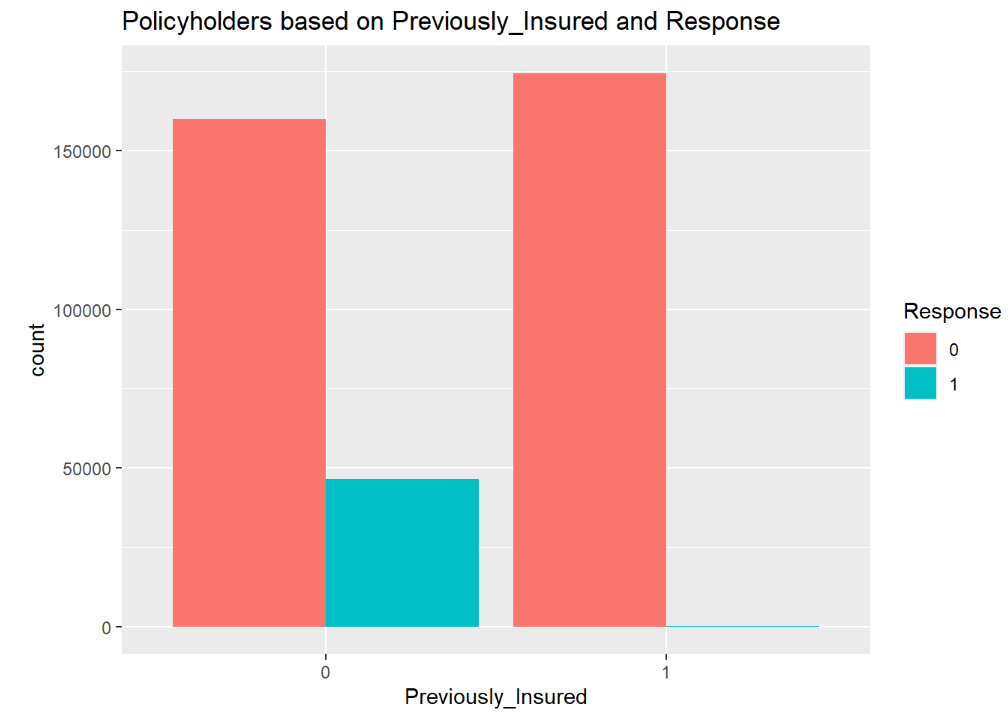 Policyholders based on Previously_Insured and Response
150000
100000
50000
0
count
0
1
Previously_Insured
Response
0
1